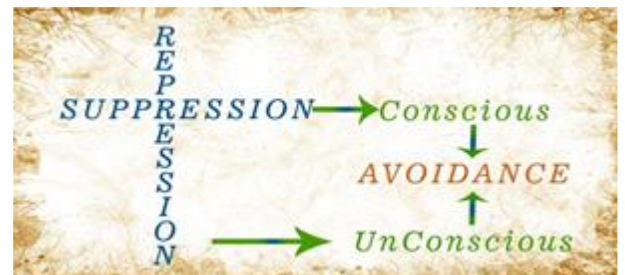 REPRESSION
SUPPRESSION
Conscious
AVOIDANCE
UnConscious